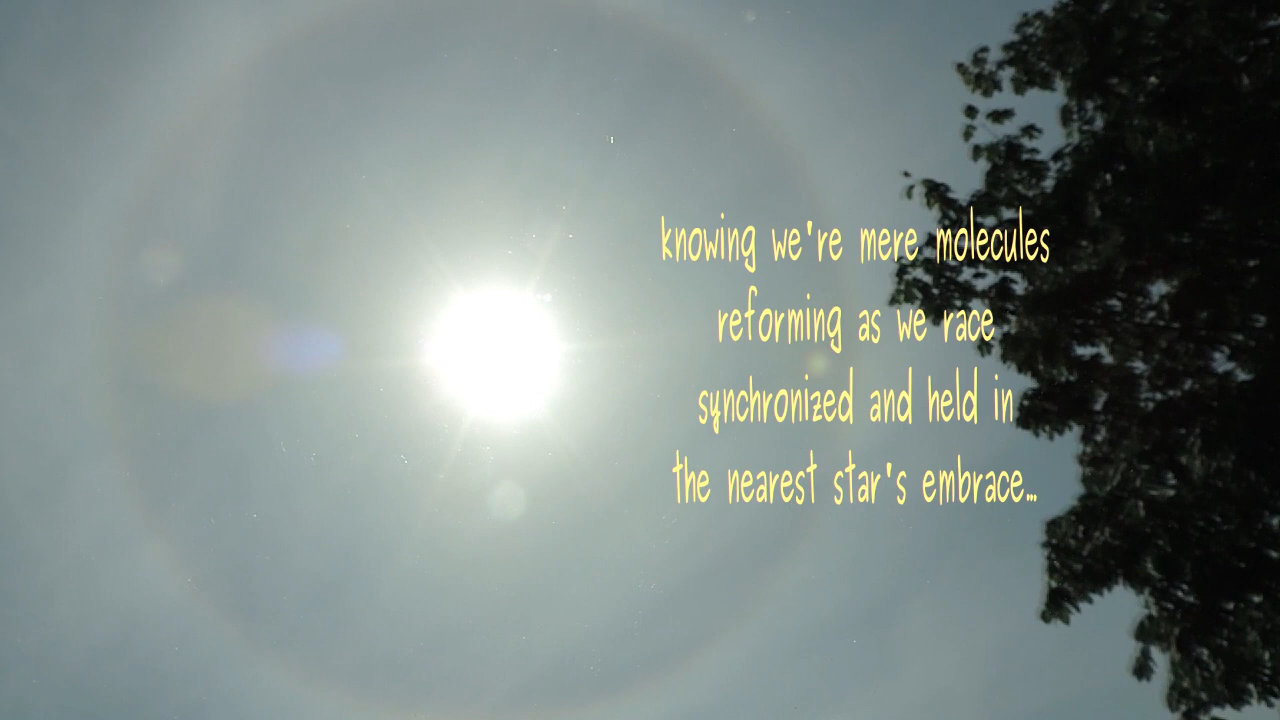 knowing we're mere molecules
reforming as we race
synchronized and held in
the nearest star's embrace...